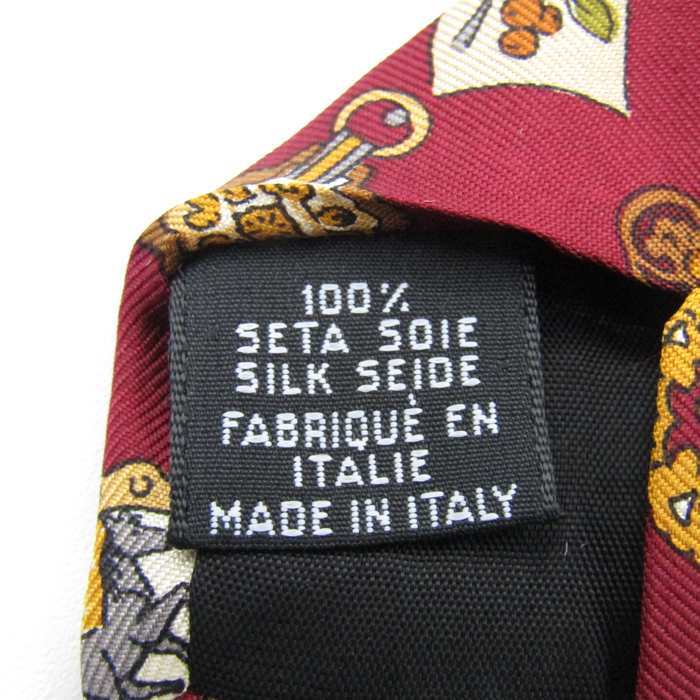 100%
SETA SOIE
SILK SEIDE
FABRIQUÉ EN
ITALIE
MADE IN ITALY